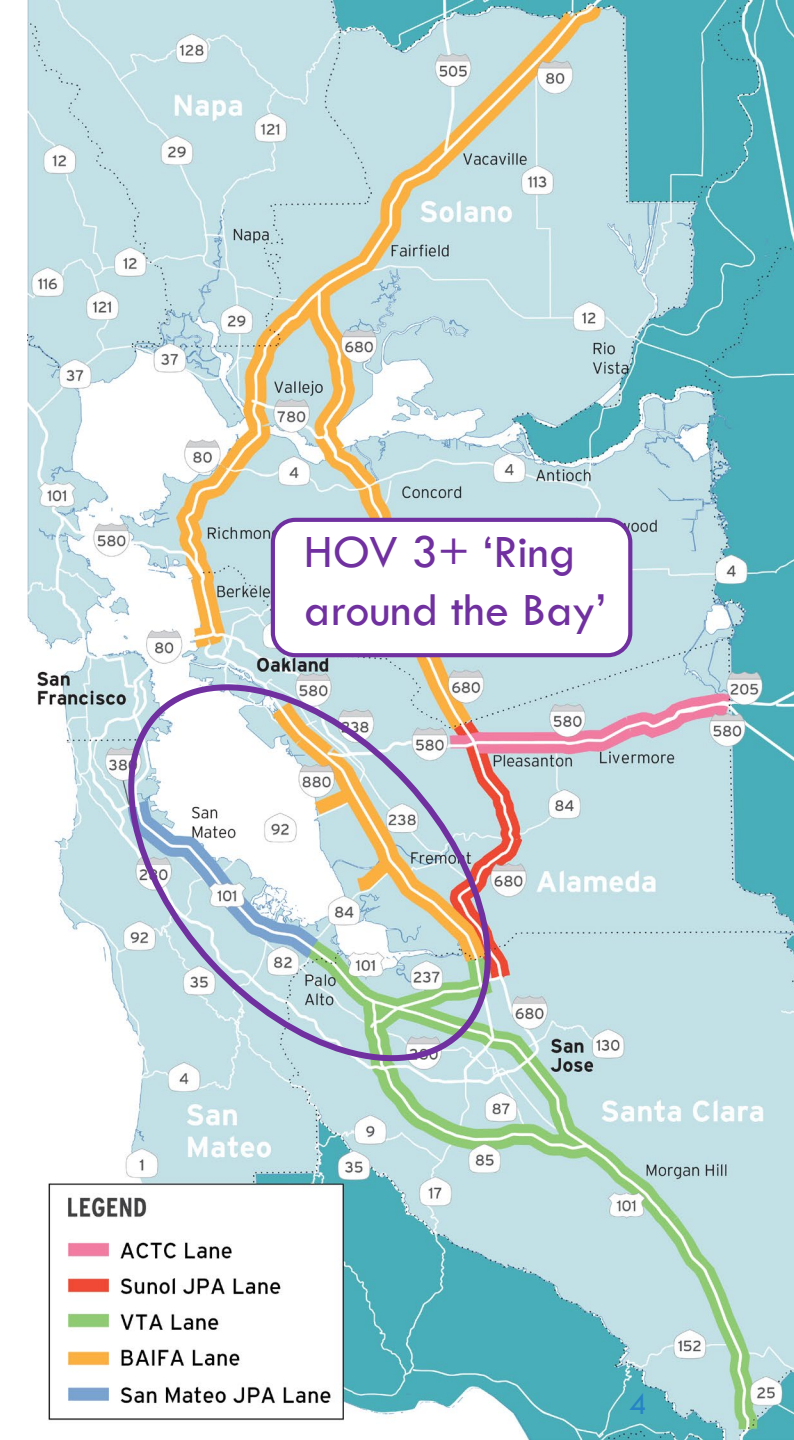 128
505
80
Napa
121
12
29
Vacaville
113
Solano
Napa
Fairfield
12
116
121
29
12
680
Rio
Vista
37
37
Vallejo
780
80
4
4
Antioch
Concord
101
580
Richmon
wood
HOV 3+ ‘Ring
around the Bay’
4
Berkele
80
Oakland
580
680
205
San
Francisco
238
580
580
580
380
Pleasanton
Livermore
880
84
San
Mateo
92
238
Fremont
280
680
Alameda
101
84
92
82
101
237
35
Palo
Alto
680
280
San
Jose
130
4
87
Santa Clara
San
Mateo
9
85
1
35
Morgan Hill
17
101
LEGEND
ACTC Lane
Sunol JPA Lane
VTA Lane
BAIFA Lane
San Mateo JPA Lane
152
25
4